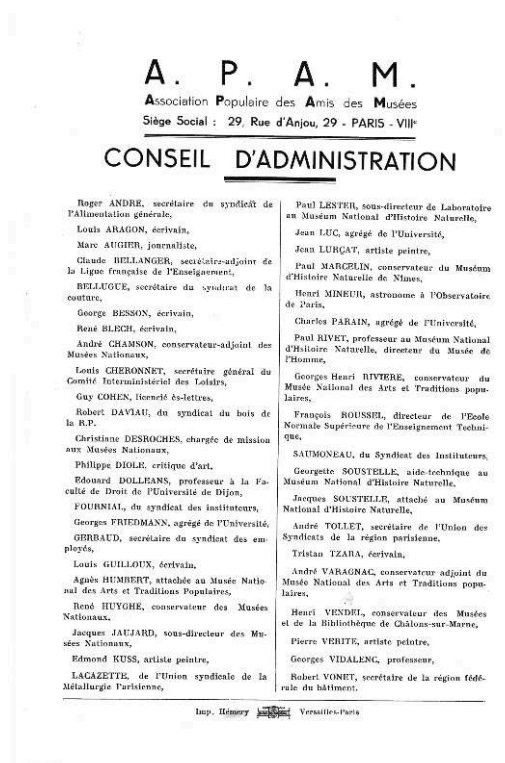 A. P. A. M.
Association Populaire des Amis des Musées
Siège Social : 29, Rue d'Anjou, 29 - PARIS - VIIIe
CONSEIL D'ADMINISTRATION
Roger ANDRE, secrétaire du syndicat de
l'Alimentation générale,
Louis ARAGON, écrivain,
Marc AUGIER, journaliste,
Claude BELLANGER, secrétaire-adjoint de
la Ligue française de l'Enseignement,
BELLUGUE, secrétaire du syndicat de la
couture,
George BESSON, écrivain,
René BLECH, écrivain,
André CHAMSON, conservateur-adjoint des
Musées Nationaux,
Louis CHERONNET, secrétaire général du
Comité Interministériel des Loisirs,
Guy COHEN, licencié ès-lettres,
Robert DAVIAU, du syndicat du bois de
la R.P.
Christiane DESROCHES, chargée de mission
aux Musées Nationaux,
Philippe DIOLE, critique d'art,
Edouard DOLLEANS, professeur à la Fa-
culté de Droit de l'Université de Dijon,
FOURNIAL, du syndicat des instituteurs,
Georges FRIEDMANN, agrégé de l'Université,
GERBAUD, secrétaire du syndicat des em-
ployés,
Louis GUILLOUX, écrivain,
Agnès HUMBERT, attachée au Musée Natio-
nal des Arts et Traditions Populaires,
René HUYGHE, conservateur des Musées
Nationaux,
Jacques JAUJARD, sous-directeur des Mu-
sées Nationaux,
Edmond KUSS, artiste peintre,
LACAZETTE, de l'Union syndicale de la
Métallurgie Parisienne,
Paul LESTER, sous-directeur de Laboratoire
au Muséum National d'Histoire Naturelle,
Jean LUC, agrégé de l'Université,
Jean LURÇAT, artiste peintre,
Paul MARCELIN, conservateur du Muséum
d'Histoire Naturelle de Nîmes,
Henri MINEUR, astronome à l'Observatoire
de Paris,
Charles PARAIN, agrégé de l'Université,
Paul RIVET, professeur au Muséum National
d'Hsitoire Naturelle, directeur du Musée de
l'Homme,
Georges Henri RIVIERE, conservateur du
Musée National des Arts et Traditions popu-
laires,
François ROUSSEL, directeur de l'Ecole
Normale Supérieure de l'Enseignement Techni-
que,
SAUMONEAU, du Syndicat des Instituteurs,
Georgette SOUSTELLE, aide-technique au
Muséum National d'Histoire Naturelle,
Jacques SOUSTELLE, attaché au Muséum
National d'Histoire Naturelle,
André TOLLET, secrétaire de l'Union des
Syndicats de la région parisienne,
Tristan TZARA, écrivain,
André VARAGNAC, conservateur adjoint du
Musée National des Arts et Traditions popu-
laires,
Henri VENDEL, conservateur des Musées
et de la Bibliothèque de Châlons-sur-Marne,
Pierre VERITE, artiste peintre,
Georges VIDALENC, professeur,
Robert VONET, secrétaire de la région fédé-
rale du bâtiment.
Imp. Hémery Versailles-Paris